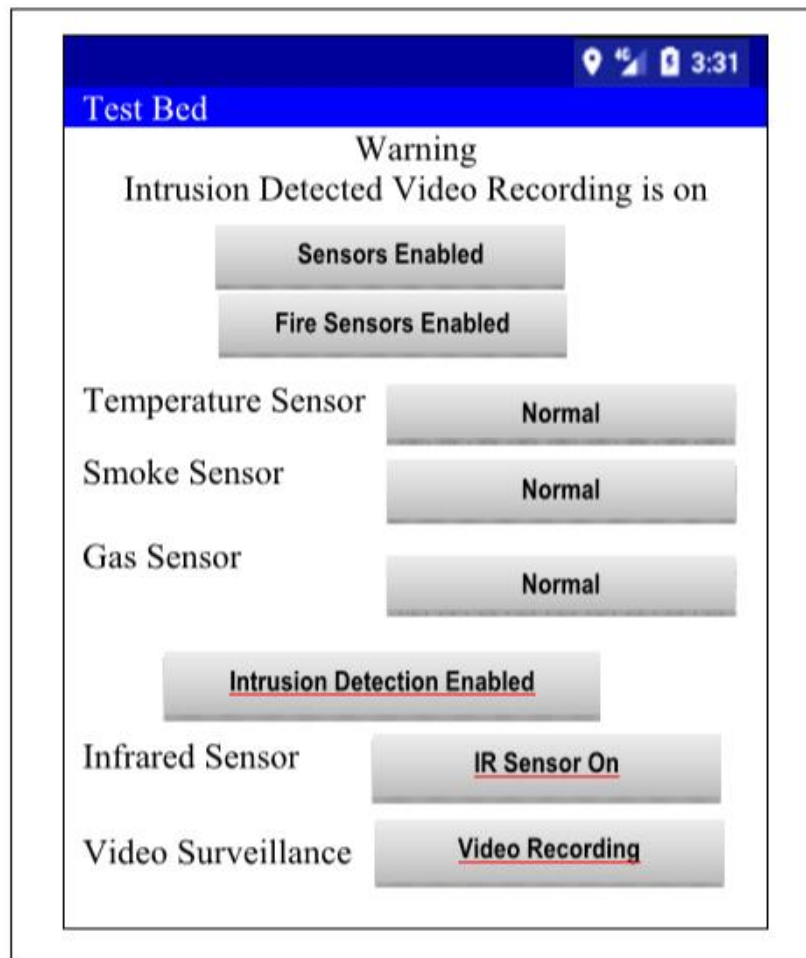 4G 3:31
Test Bed
Warning
Intrusion Detected Video Recording is on
Sensors Enabled
Fire Sensors Enabled
Temperature Sensor Normal
Smoke Sensor Normal
Gas Sensor Normal
Intrusion Detection Enabled
Infrared Sensor IR Sensor On
Video Surveillance Video Recording